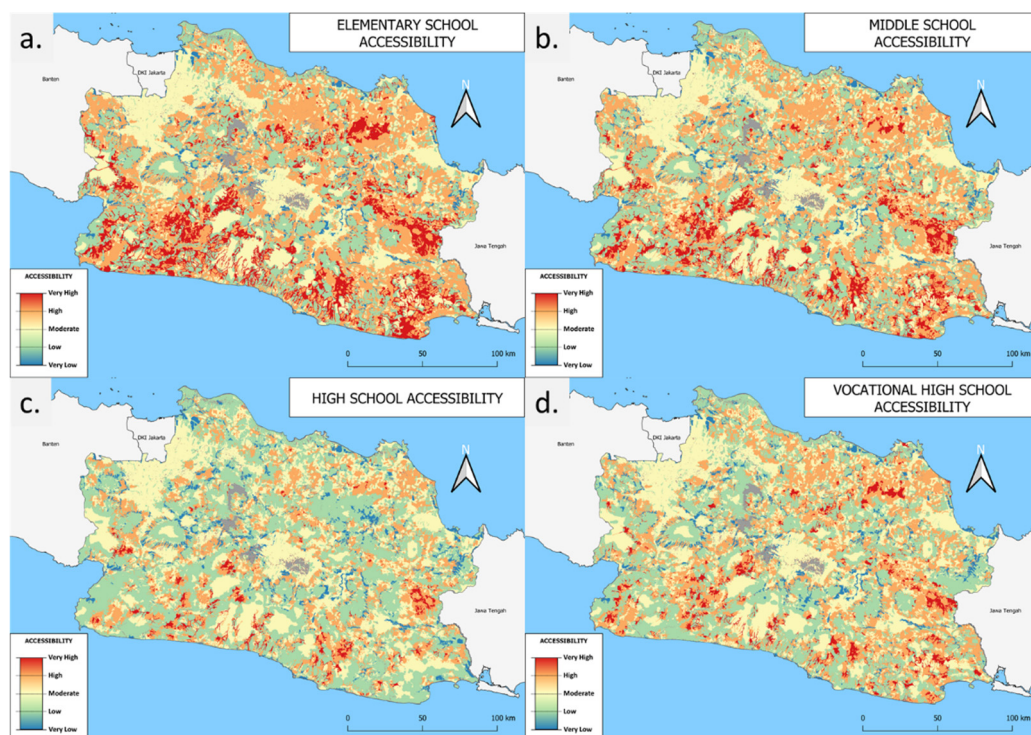 a.
ELEMENTARY SCHOOL
ACCESSIBILITY
Banten
DKI Jakarta
N
Jawa Tengah
ACCESSIBILITY
Very High
High
Moderate
Low
Very Low
0 50 100 km
b.
MIDDLE SCHOOL
ACCESSIBILITY
Banten
DKI Jakarta
N
Jawa Tengah
ACCESSIBILITY
Very High
High
Moderate
Low
Very Low
0 50 100 km
c.
HIGH SCHOOL ACCESSIBILITY
Banten
DKI Jakarta
N
Jawa Tengah
ACCESSIBILITY
Very High
High
Moderate
Low
Very Low
0 50 100 km
d.
VOCATIONAL HIGH SCHOOL
ACCESSIBILITY
Banten
DKI Jakarta
N
Jawa Tengah
ACCESSIBILITY
Very High
High
Moderate
Low
Very Low
0 50 100 km